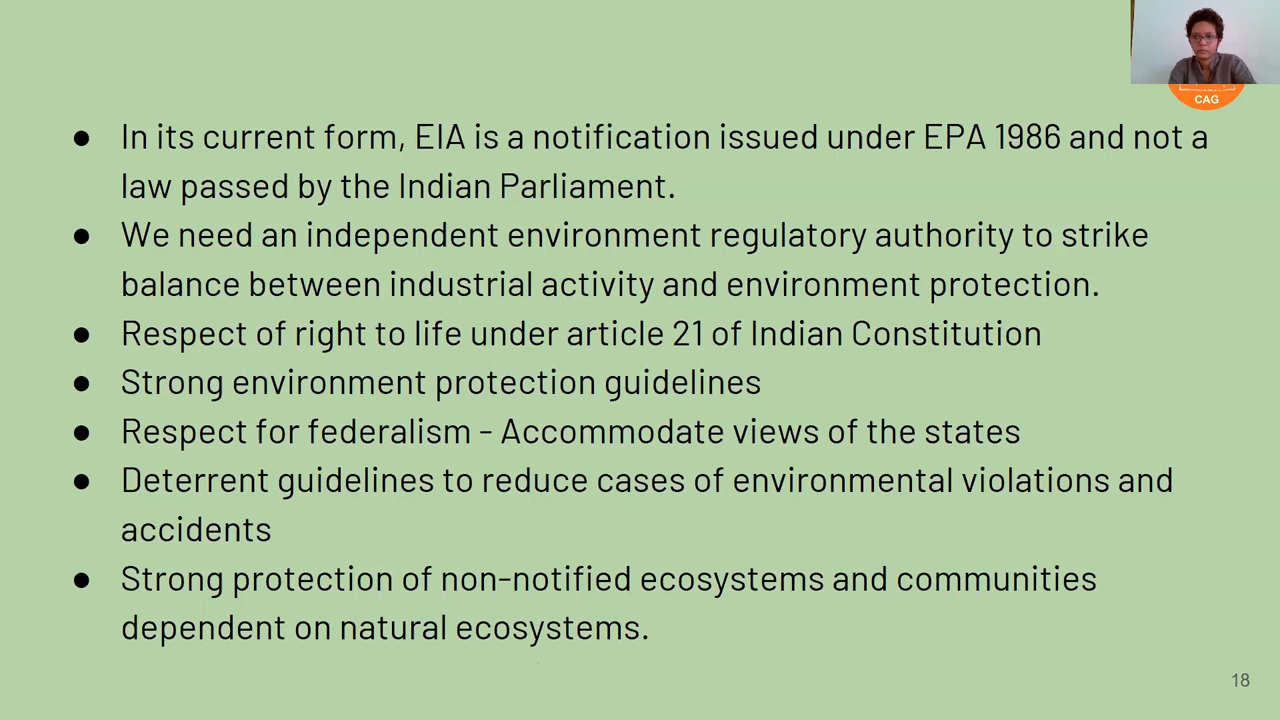 CAG
● In its current form, EIA is a notification issued under EPA 1986 and not a
law passed by the Indian Parliament.
● We need an independent environment regulatory authority to strike
balance between industrial activity and environment protection.
● Respect of right to life under article 21 of Indian Constitution
● Strong environment protection guidelines
● Respect for federalism - Accommodate views of the states
● Deterrent guidelines to reduce cases of environmental violations and
accidents
● Strong protection of non-notified ecosystems and communities
dependent on natural ecosystems.
18